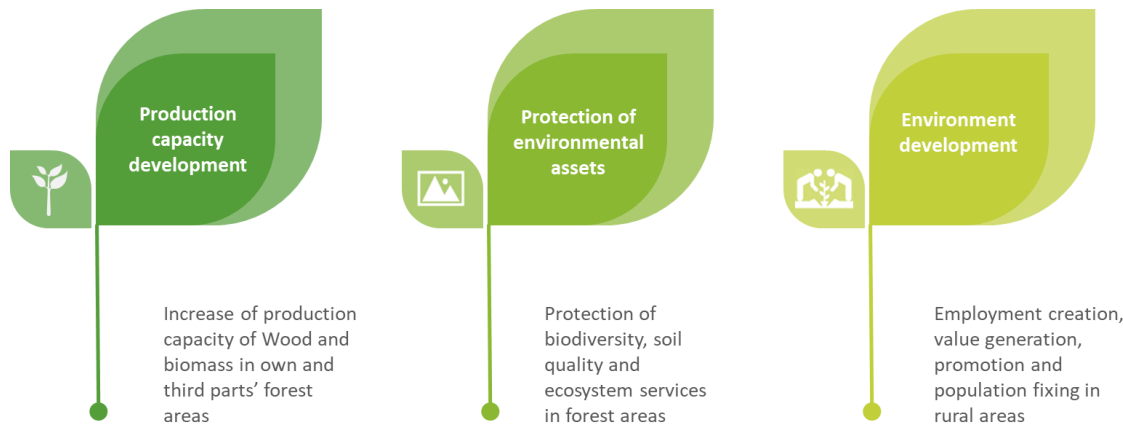 Production
capacity
development
Increase of production
capacity of Wood and
biomass in own and
third parts’ forest
areas
Protection of
environmental
assets
Protection of
biodiversity, soil
quality and
ecosystem services
in forest areas
Environment
development
Employment creation,
value generation,
promotion and
population fixing in
rural areas